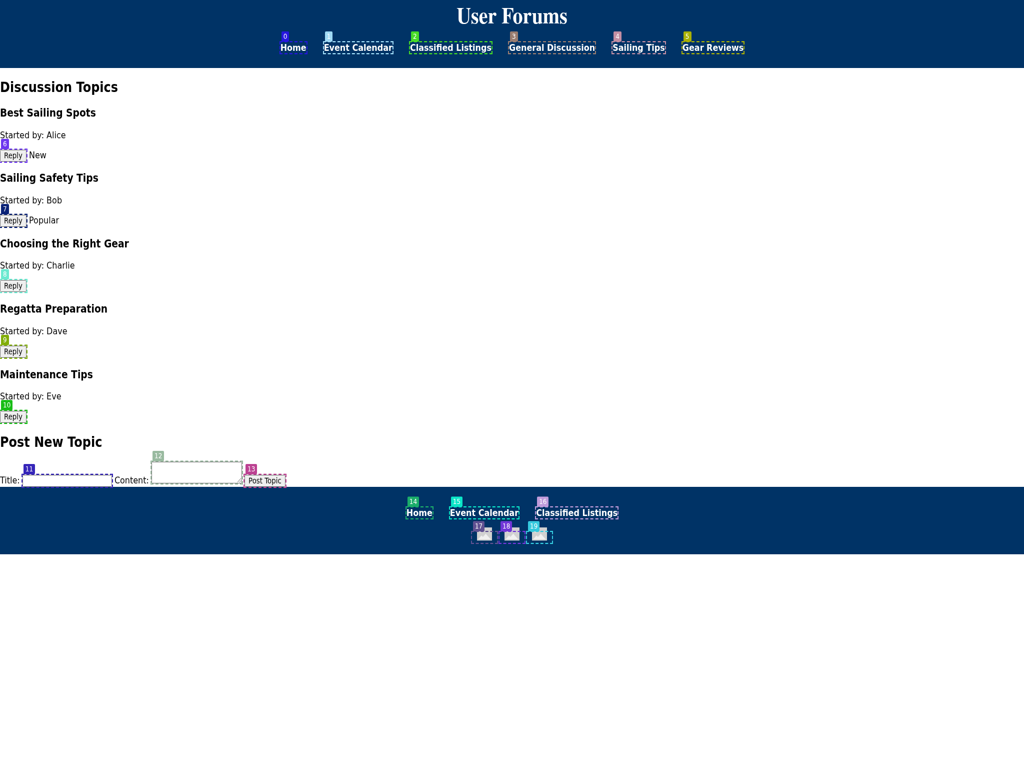 User Forums
0 1 2 3 4 5
Home Event Calendar Classified Listings General Discussion Sailing Tips Gear Reviews
Discussion Topics
Best Sailing Spots
Started by: Alice
6
Reply New
Sailing Safety Tips
Started by: Bob
7
Reply Popular
Choosing the Right Gear
Started by: Charlie
8
Reply
Regatta Preparation
Started by: Dave
9
Reply
Maintenance Tips
Started by: Eve
10
Reply
Post New Topic
11 12 13
Title: Content: Post Topic
14 15 16
Home Event Calendar Classified Listings
17 18 19